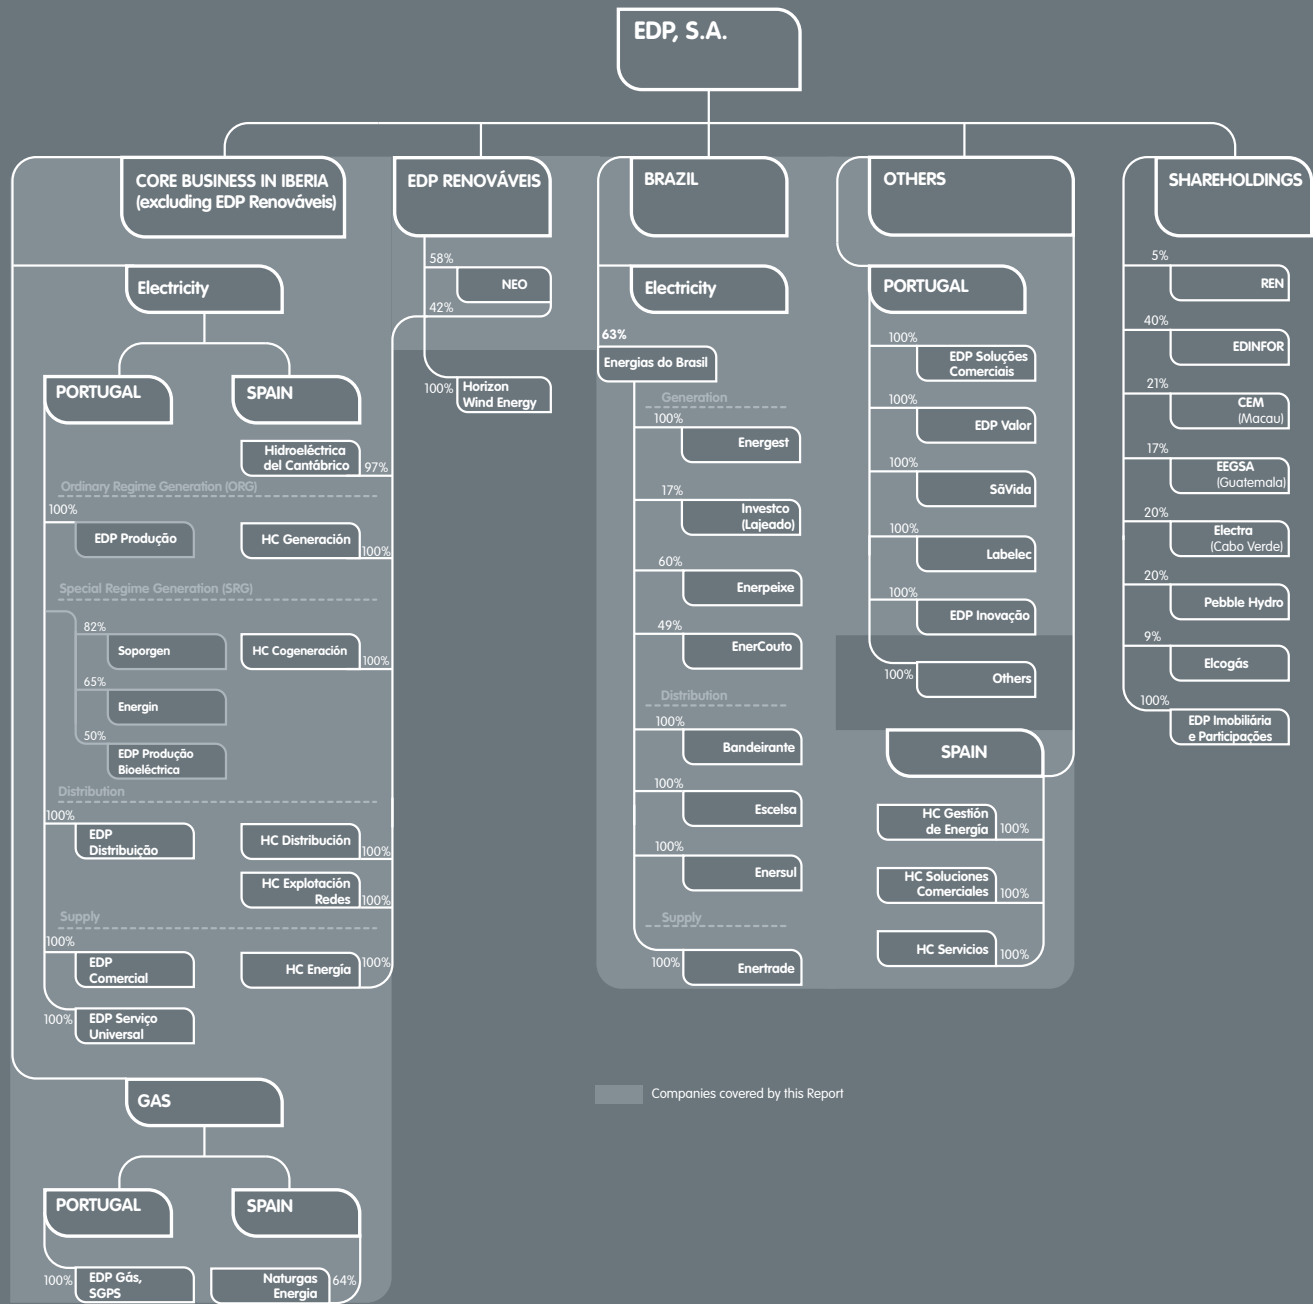 EDP, S.A.
CORE BUSINESS IN IBERIA
(excluding EDP Renováveis)
Electricity
PORTUGAL
SPAIN
Hidroeléctrica
del Cantábrico
97%
Ordinary Regime Generation (ORG)
100%
EDP Produção
HC Generación
100%
Special Regime Generation (SRG)
82%
Soporgen
HC Cogeneración
100%
65%
Energin
50%
EDP Produção
Bioeléctrica
Distribution
100%
EDP
Distribuição
HC Distribución
100%
HC Explotación
Redes
100%
Supply
100%
EDP
Comercial
HC Energía
100%
100%
EDP Serviço
Universal
GAS
PORTUGAL
SPAIN
100%
EDP Gás,
SGPS
Naturgas
Energia
64%
EDP RENOVÁVEIS
58%
NEO
42%
100%
Horizon
Wind Energy
BRAZIL
Electricity
63%
Energias do Brasil
Generation
100%
Energest
17%
Investco
(Lajeado)
60%
Enerpeixe
49%
EnerCouto
Distribution
100%
Bandeirante
100%
Escelsa
100%
Enersul
Supply
100%
Enertrade
OTHERS
PORTUGAL
100%
EDP Soluções
Comerciais
100%
EDP Valor
100%
SãVida
100%
Labelec
100%
EDP Inovação
100%
Others
SPAIN
HC Gestión
de Energía
100%
HC Soluciones
Comerciales
100%
HC Servicios
100%
SHAREHOLDINGS
5%
REN
40%
EDINFOR
21%
CEM
(Macau)
17%
EEGSA
(Guatemala)
20%
Electra
(Cabo Verde)
20%
Pebble Hydro
9%
Elcogás
100%
EDP Imobiliária
e Participações
Companies covered by this Report